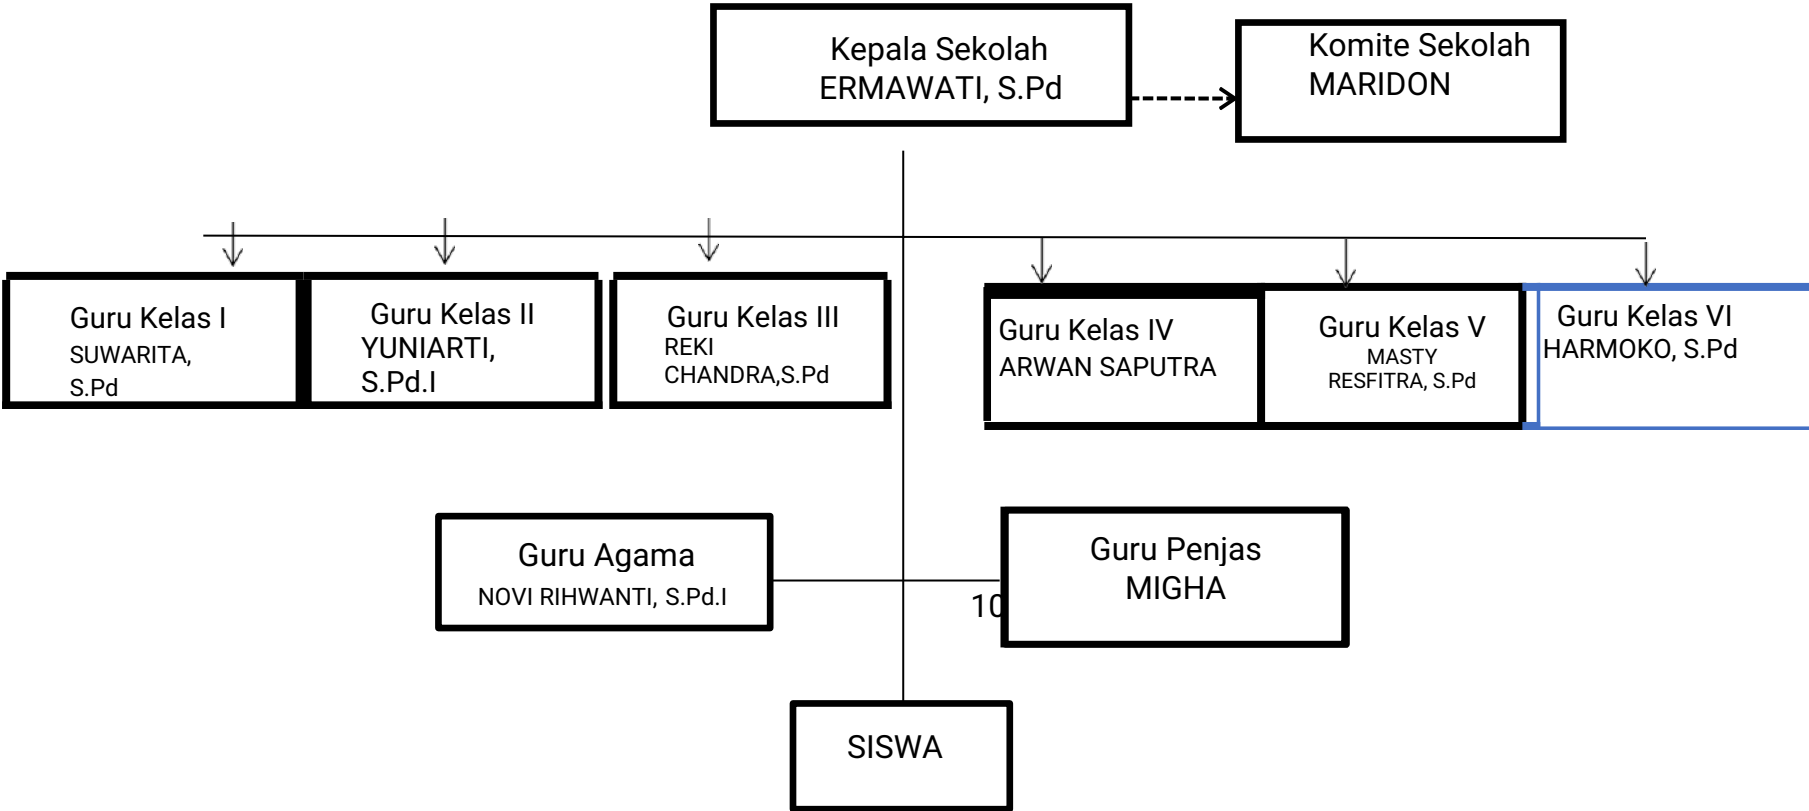 Kepala Sekolah
ERMAWATI, S.Pd
Komite Sekolah
MARIDON
Guru Kelas I
SUWARITA,
S.Pd
Guru Kelas II
YUNIARTI,
S.Pd.I
Guru Kelas III
REKI
CHANDRA,S.Pd
Guru Kelas IV
ARWAN SAPUTRA
Guru Kelas V
MASTY
RESFITRA, S.Pd
Guru Kelas VI
HARMOKO, S.Pd
Guru Agama
NOVI RIHWANTI, S.Pd.I
10
Guru Penjas
MIGHA
SISWA